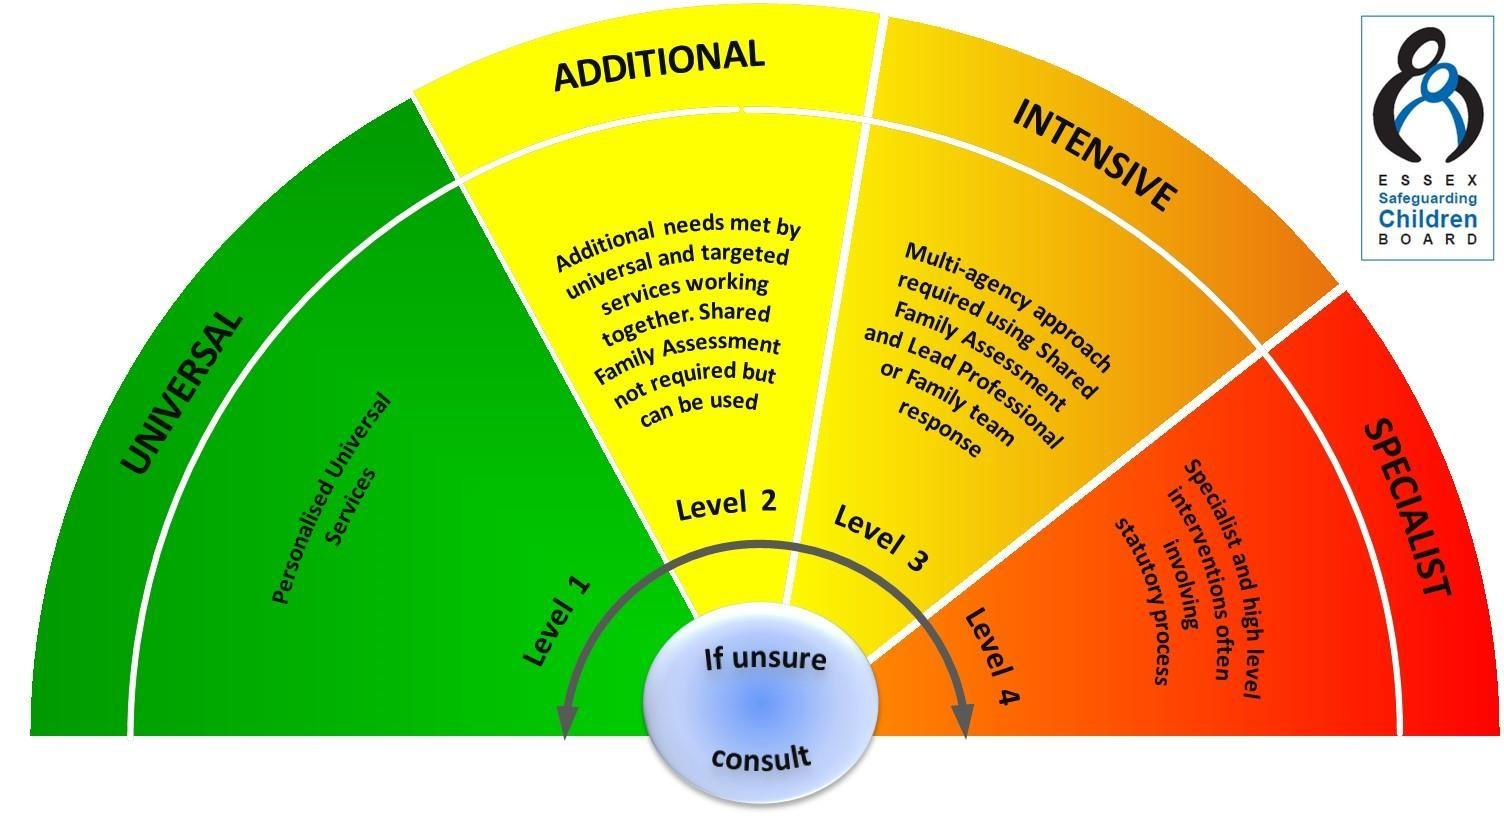 UNIVERSAL
Personalised Universal
Services
Level 1
ADDITIONAL
Additional needs met by
universal and targeted
services working
together. Shared
Family Assessment
not required but
can be used
Level 2
INTENSIVE
Multi-agency approach
required using Shared
Family Assessment
and Lead Professional
or Family team
response
Level 3
SPECIALIST
Specialist and high level
interventions often
involving
statutory process
Level 4
If unsure
consult
ESSEX
Safeguarding
Children
BOARD